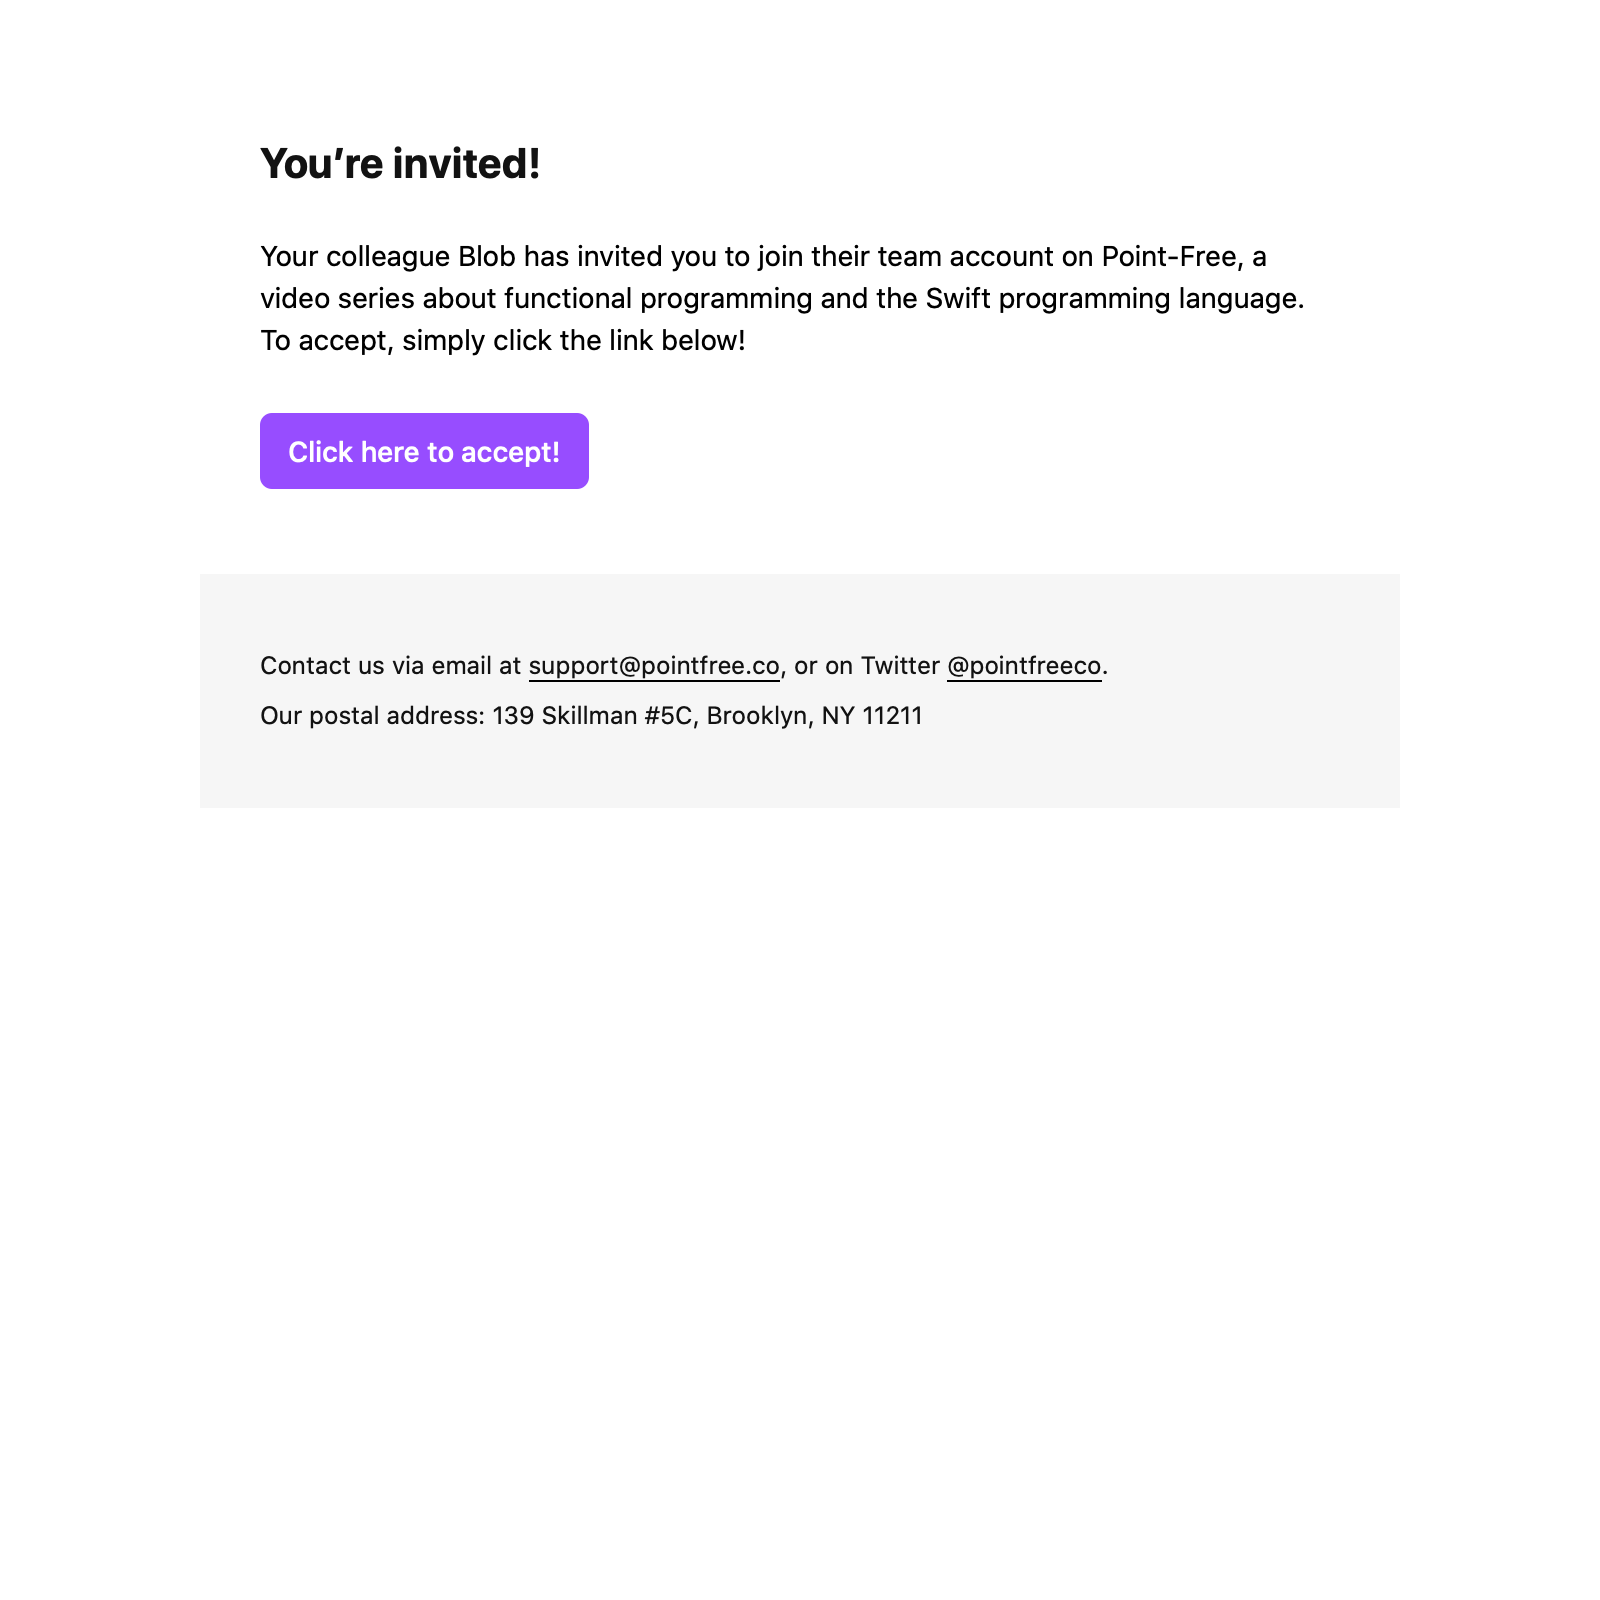 You’re invited!
Your colleague Blob has invited you to join their team account on Point-Free, a
video series about functional programming and the Swift programming language.
To accept, simply click the link below!
Click here to accept!
Contact us via email at support@pointfree.co, or on Twitter @pointfreeco.
Our postal address: 139 Skillman #5C, Brooklyn, NY 11211